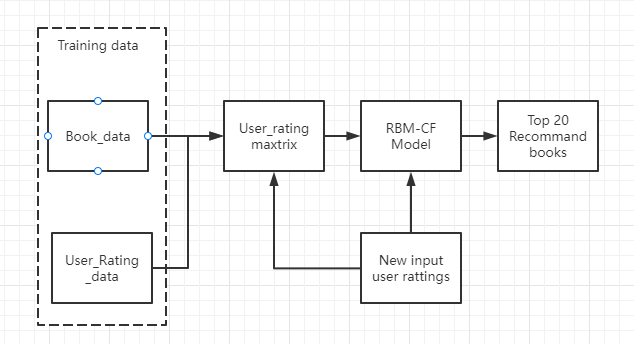 Training data
Book_data
User_rating
maxtrix
RBM-CF
Model
Top 20
Recommand
books
User_Rating
_data
New input
user rattings